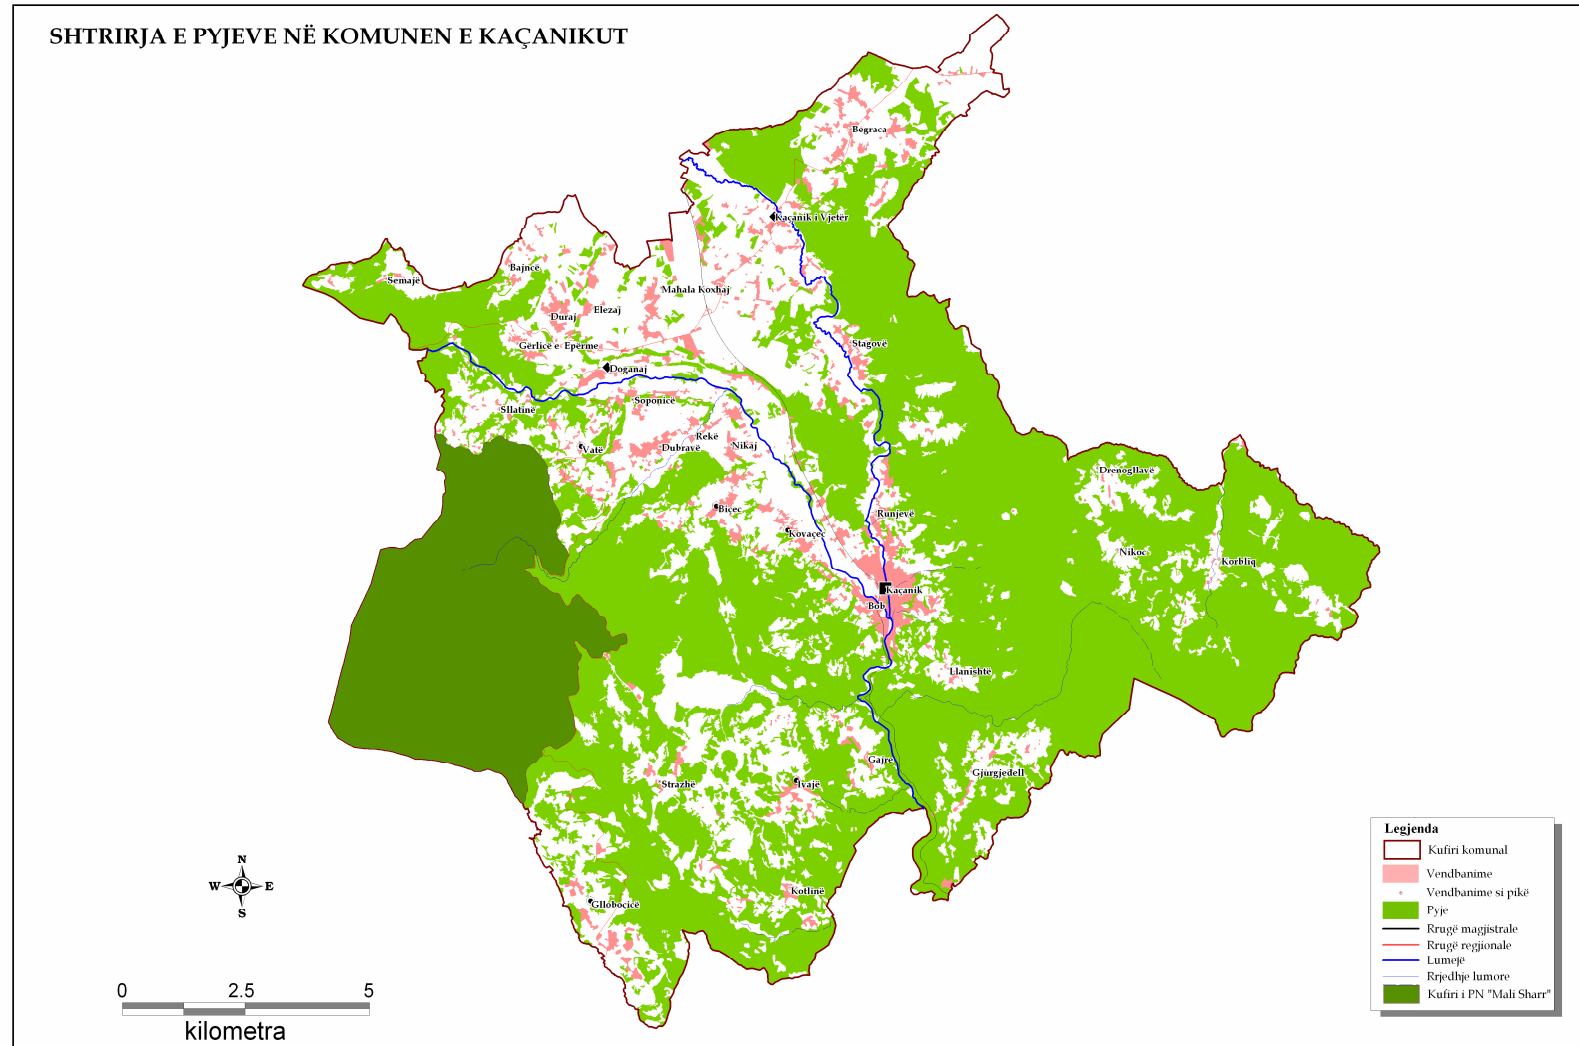 SHTRIRJA E PYJEVE NË KOMUNEN E KAÇANIKUT
Begraca
Kaçanik i Vjetër
Semajë
Bajncë
Mahala Koxhaj
Elezaj
Duraj
Gërlicë e Epërme
Stagovë
Doganaj
Soponicë
Sllatinë
Rekë
Dubravë
Nikaj
Vatë
Drenogllavë
Biçec
Runjevë
Kovaçec
Nikoc
Korbliq
Kaçanik
Bob
Llanishtë
Gajre
Gjurgjedell
Strazhë
Ivajë
Kotlinë
Gllobocicë
N
W E
S
0 2.5 5
kilometra
Legjenda
Kufiri komunal
Vendbanime
Vendbanime si pikë
Pyje
Rrugë magjistrale
Rrugë regjionale
Lumejë
Rrjedhje lumore
Kufiri i PN "Mali Sharr"